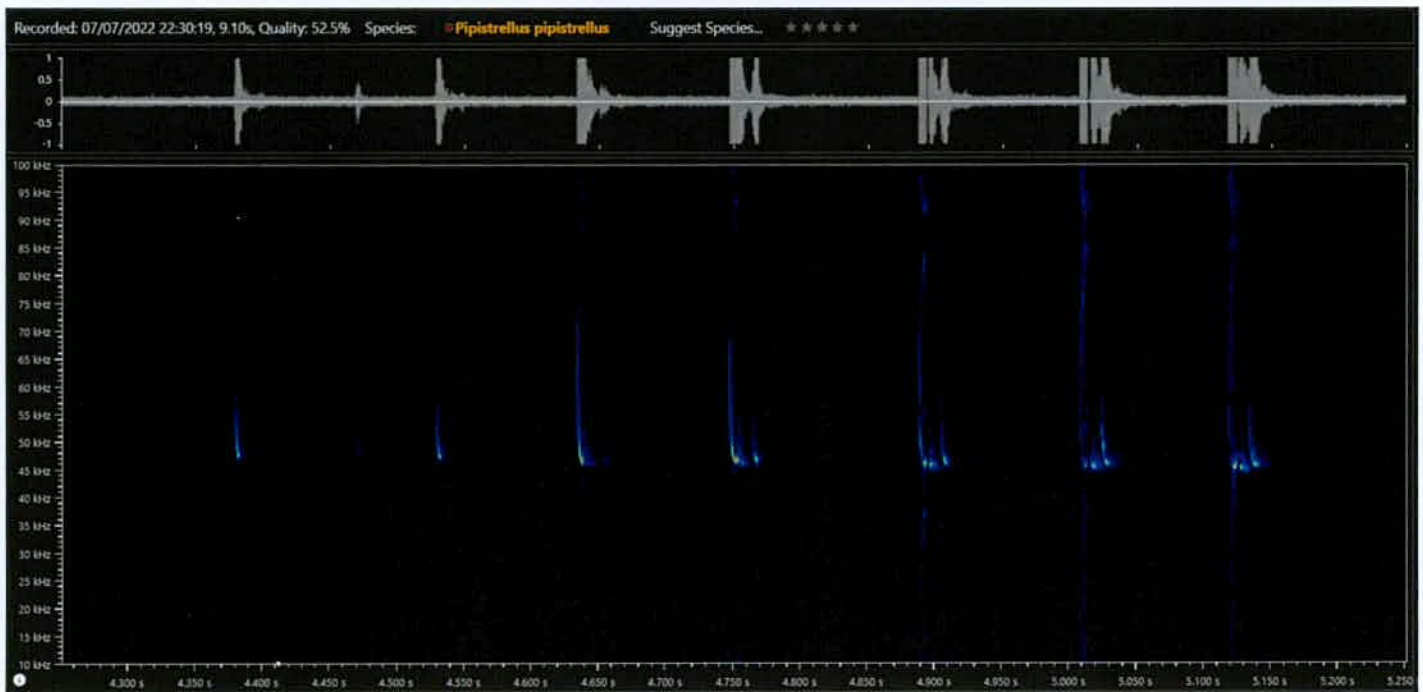 Recorded: 07/07/2022 22:30:19, 9.10s, Quality: 52.5% Species: Pipistrellus pipistrellus Suggest Species...
1
0.5
0
-0.5
-1
100 kHz
95 kHz
90 kHz
85 kHz
80 kHz
75 kHz
70 kHz
65 kHz
60 kHz
55 kHz
50 kHz
45 kHz
40 kHz
35 kHz
30 kHz
25 kHz
20 kHz
15 kHz
10 kHz
4.300 s 4.350 s 4.400 s 4.450 s 4.500 s 4.550 s 4.600 s 4.650 s 4.700 s 4.750 s 4.800 s 4.850 s 4.900 s 4.950 s 5.000 s 5.050 s 5.100 s 5.150 s 5.200 s 5.250